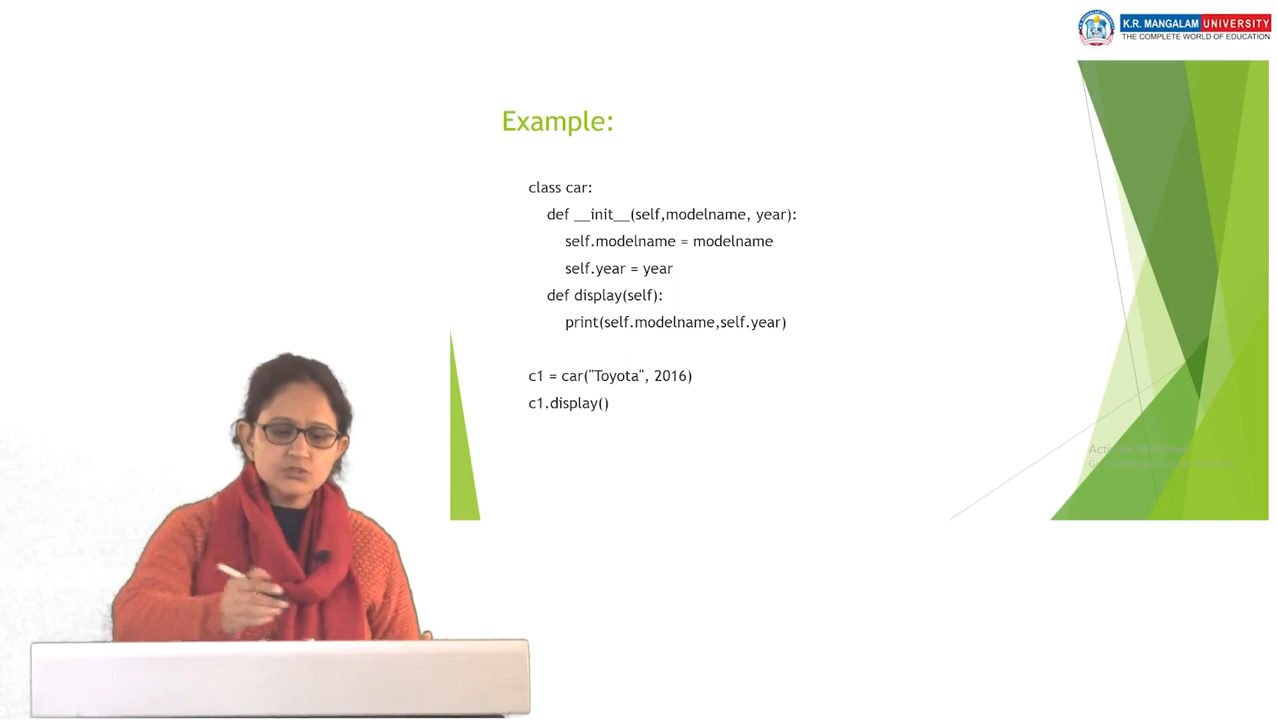 K.R. MANGALAM UNIVERSITY
THE COMPLETE WORLD OF EDUCATION
Example:
class car:
def __init__(self,modelname, year):
self.modelname = modelname
self.year = year
def display(self):
print(self.modelname,self.year)
c1 = car("Toyota", 2016)
c1.display()